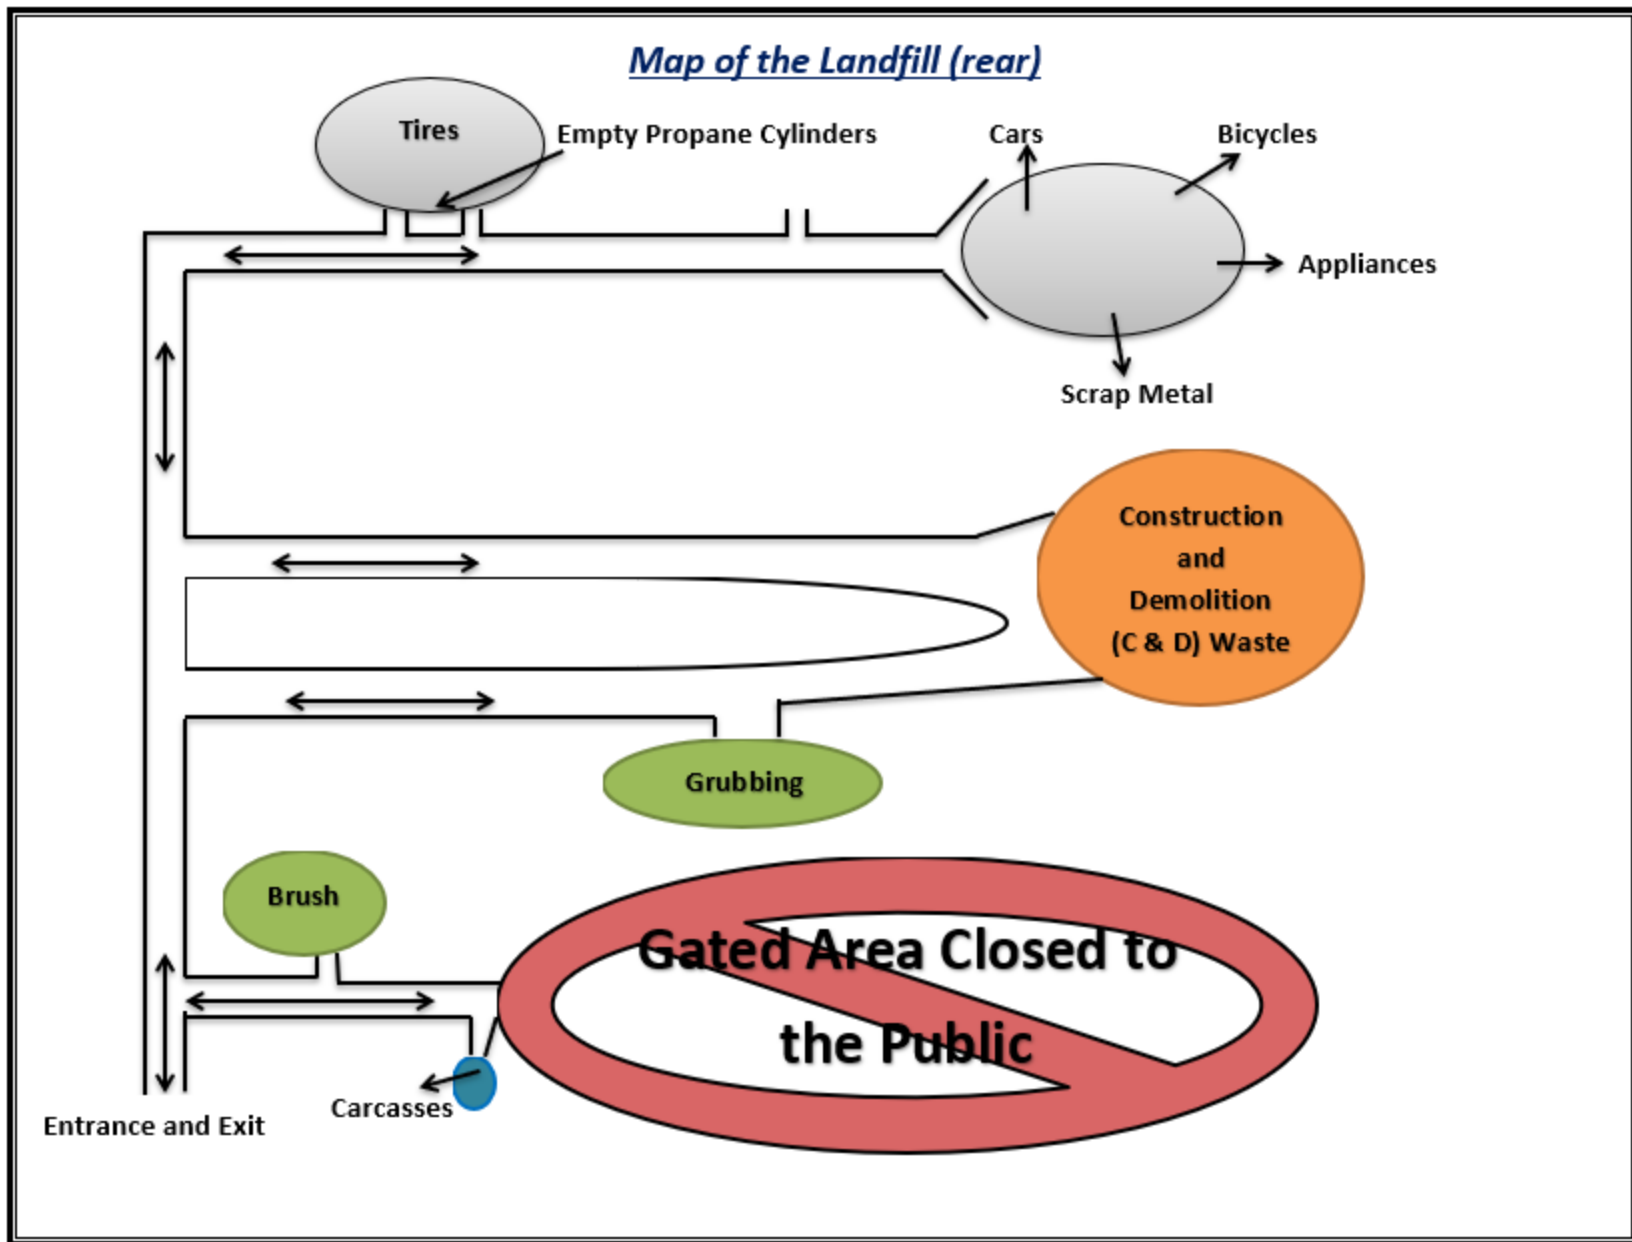 Map of the Landfill (rear)
Tires
Empty Propane Cylinders
Cars
Bicycles
Appliances
Scrap Metal
Construction
and
Demolition
(C & D) Waste
Grubbing
Brush
Gated Area Closed to
the Public
Carcasses
Entrance and Exit